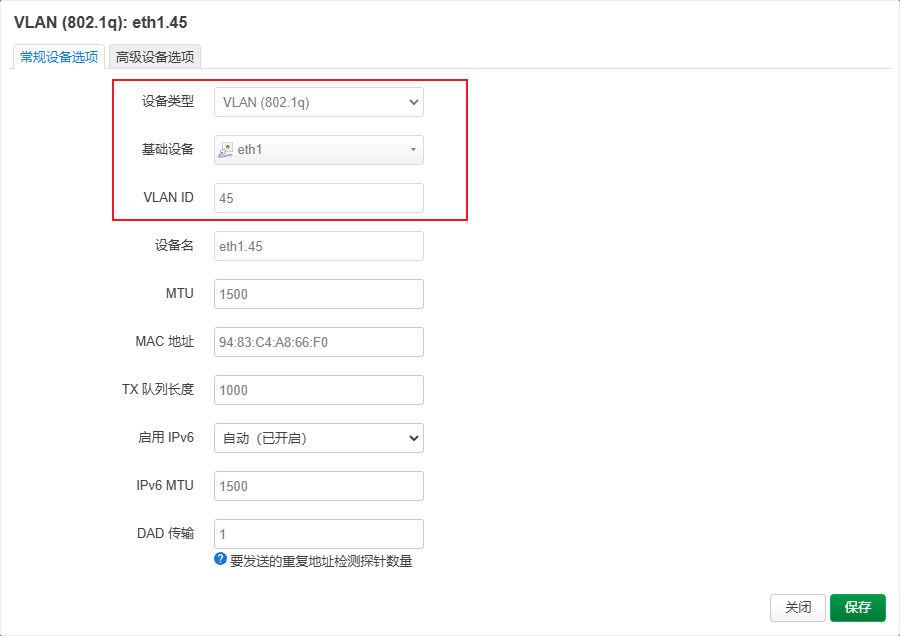 VLAN (802.1q): eth1.45
常规设备选项 高级设备选项
设备类型 VLAN (802.1q)
基础设备 eth1
VLAN ID 45
设备名 eth1.45
MTU 1500
MAC 地址 94:83:C4:A8:66:F0
TX 队列长度 1000
启用 IPv6 自动（已开启）
IPv6 MTU 1500
DAD 传输 1
? 要发送的重复地址检测探针数量
关闭 保存